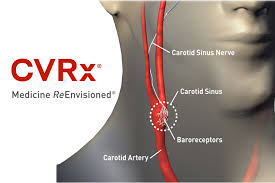 CVRx®
Medicine ReEnvisioned®
Carotid Sinus Nerve
Carotid Sinus
Baroreceptors
Carotid Artery